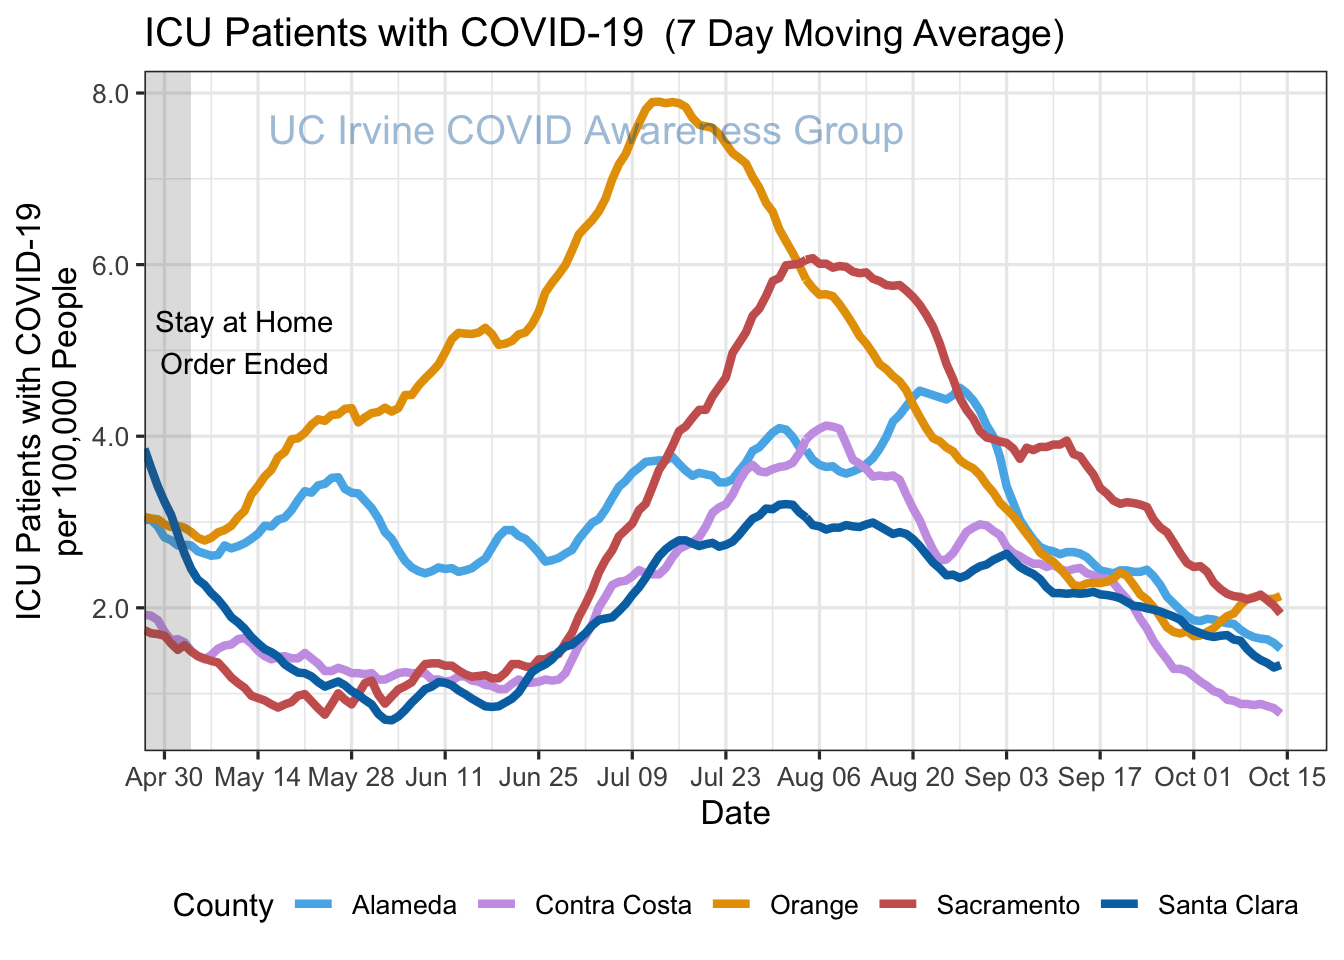 ICU Patients with COVID-19  (7 Day Moving Average)
UC Irvine COVID Awareness Group
ICU Patients with COVID-19
per 100,000 People
8.0
6.0
4.0
2.0
Stay at Home
Order Ended
Apr 30 May 14 May 28 Jun 11 Jun 25 Jul 09 Jul 23 Aug 06 Aug 20 Sep 03 Sep 17 Oct 01 Oct 15
Date
County Alameda Contra Costa Orange Sacramento Santa Clara